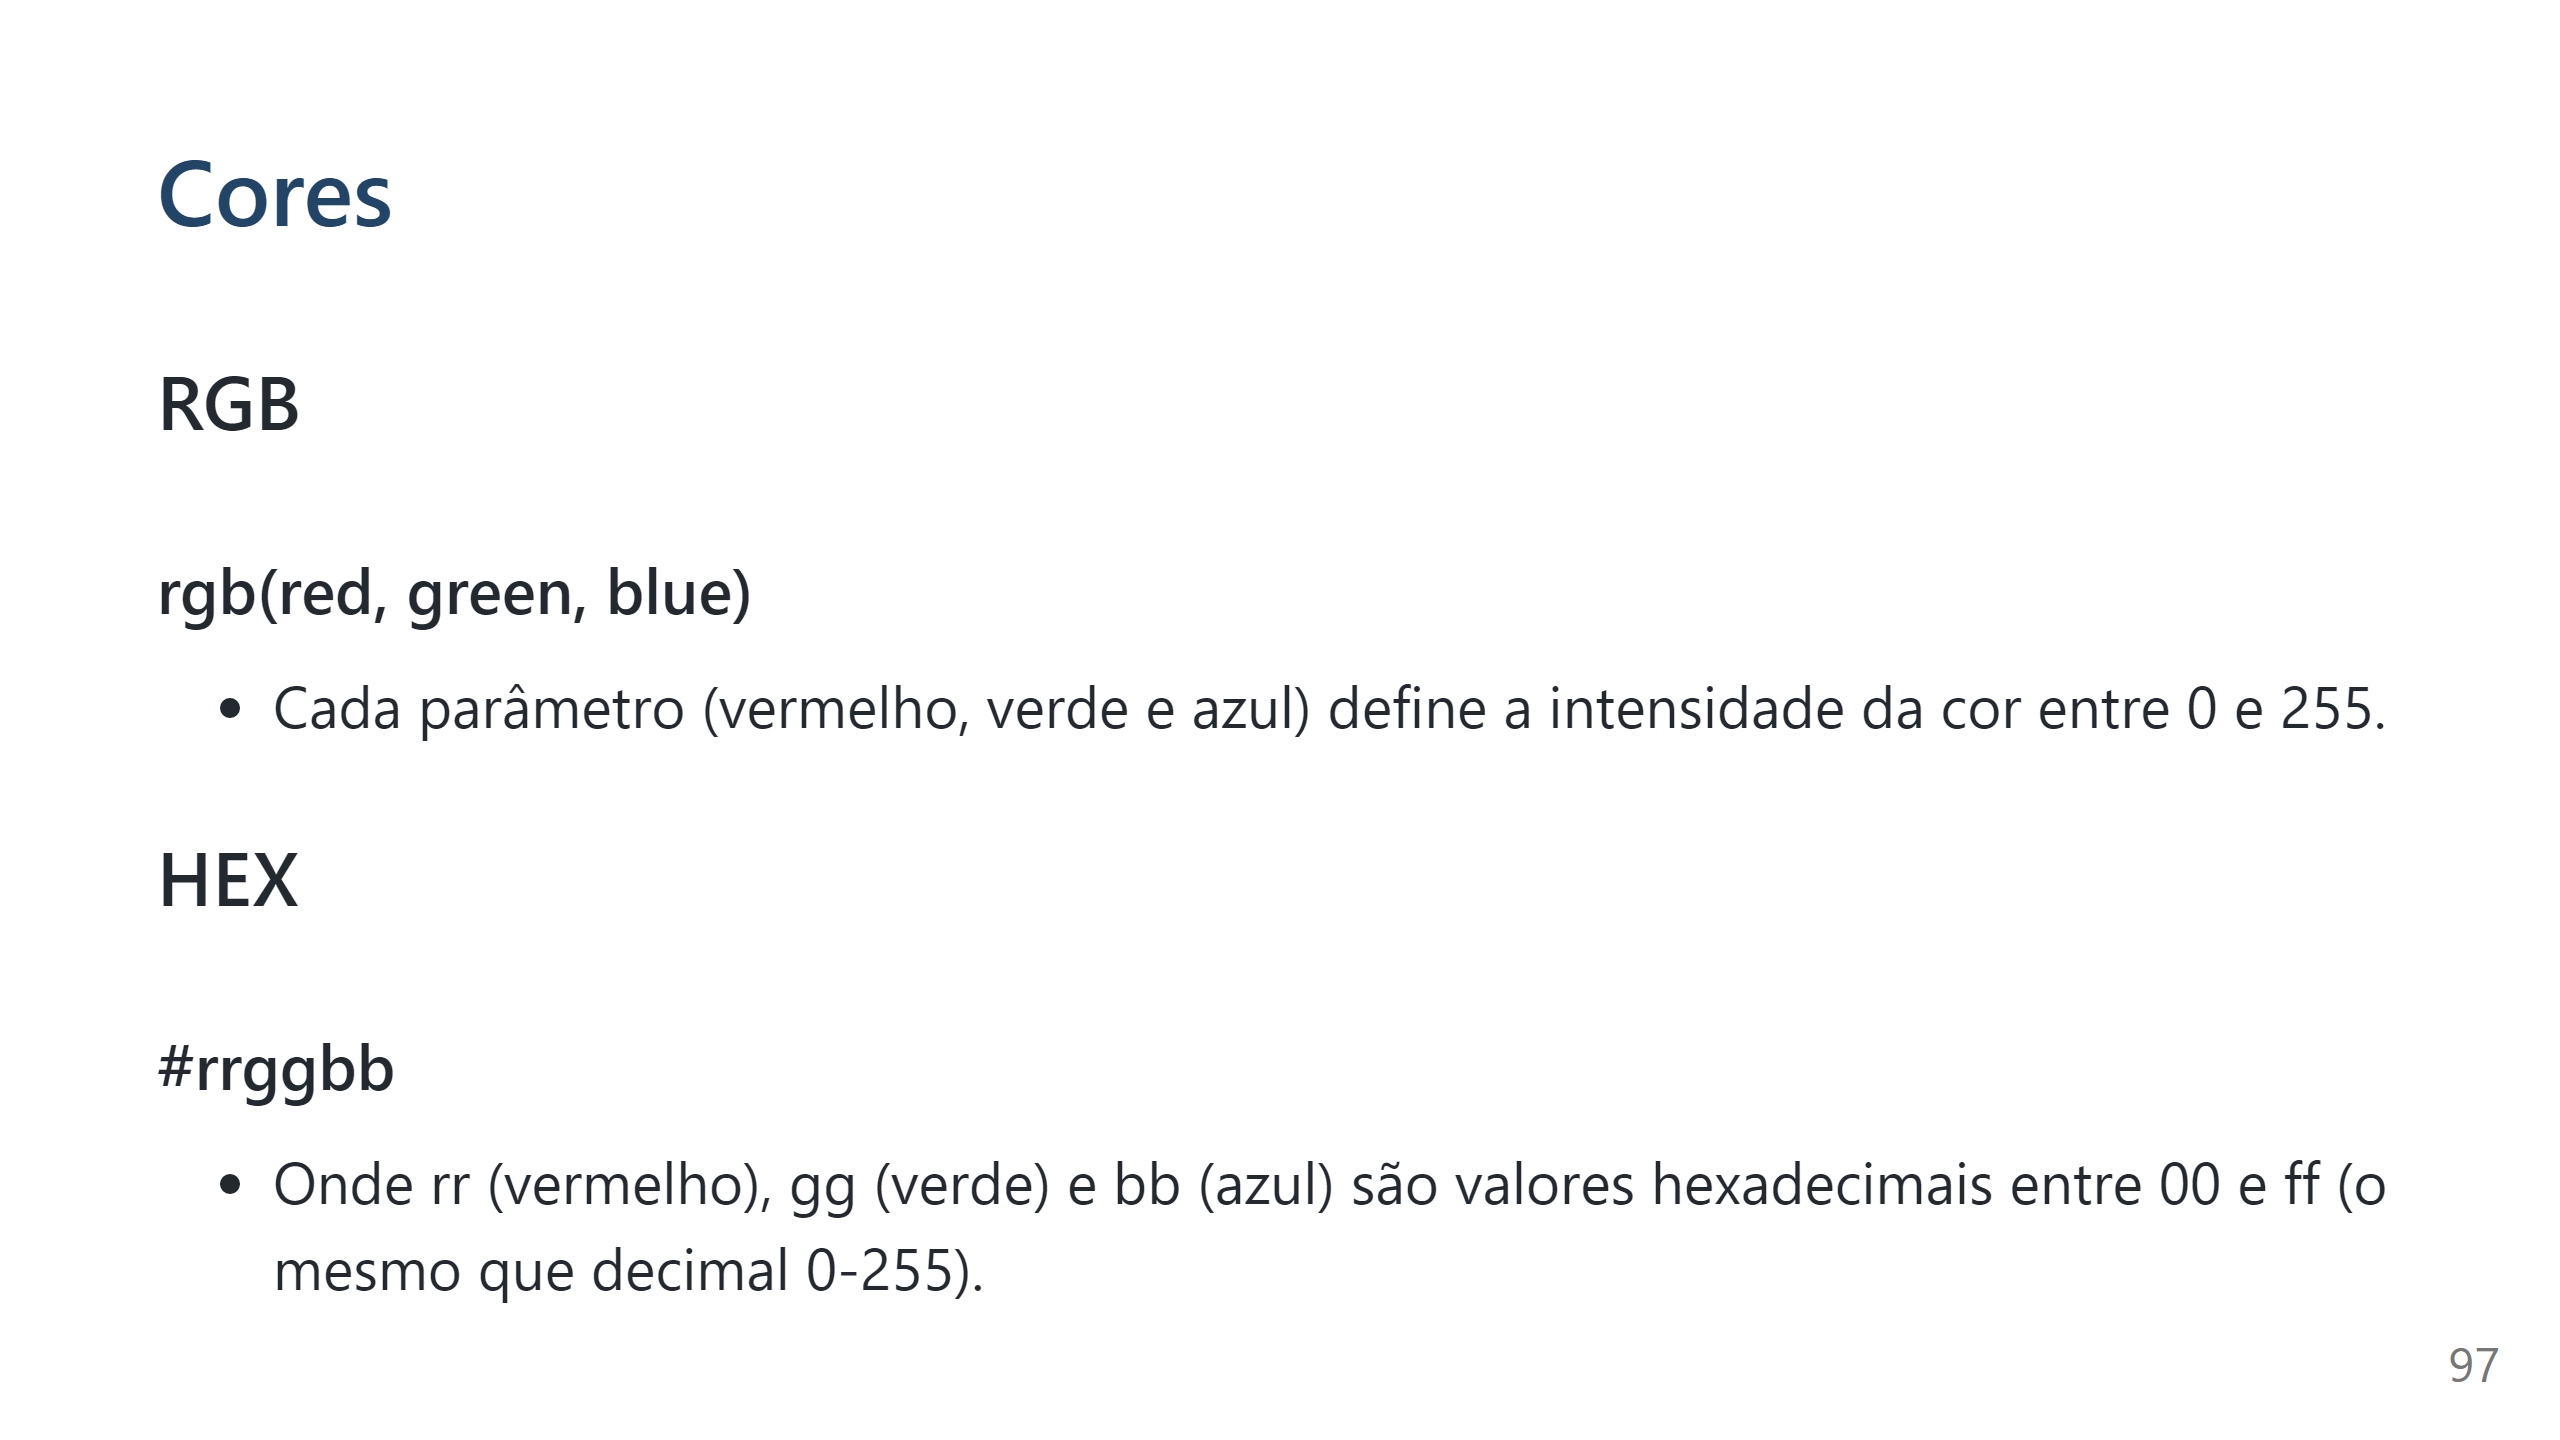 Cores
RGB
rgb(red, green, blue)
• Cada parâmetro (vermelho, verde e azul) define a intensidade da cor entre 0 e 255.
HEX
#rrggbb
• Onde rr (vermelho), gg (verde) e bb (azul) são valores hexadecimais entre 00 e ff (o
mesmo que decimal 0-255).
97